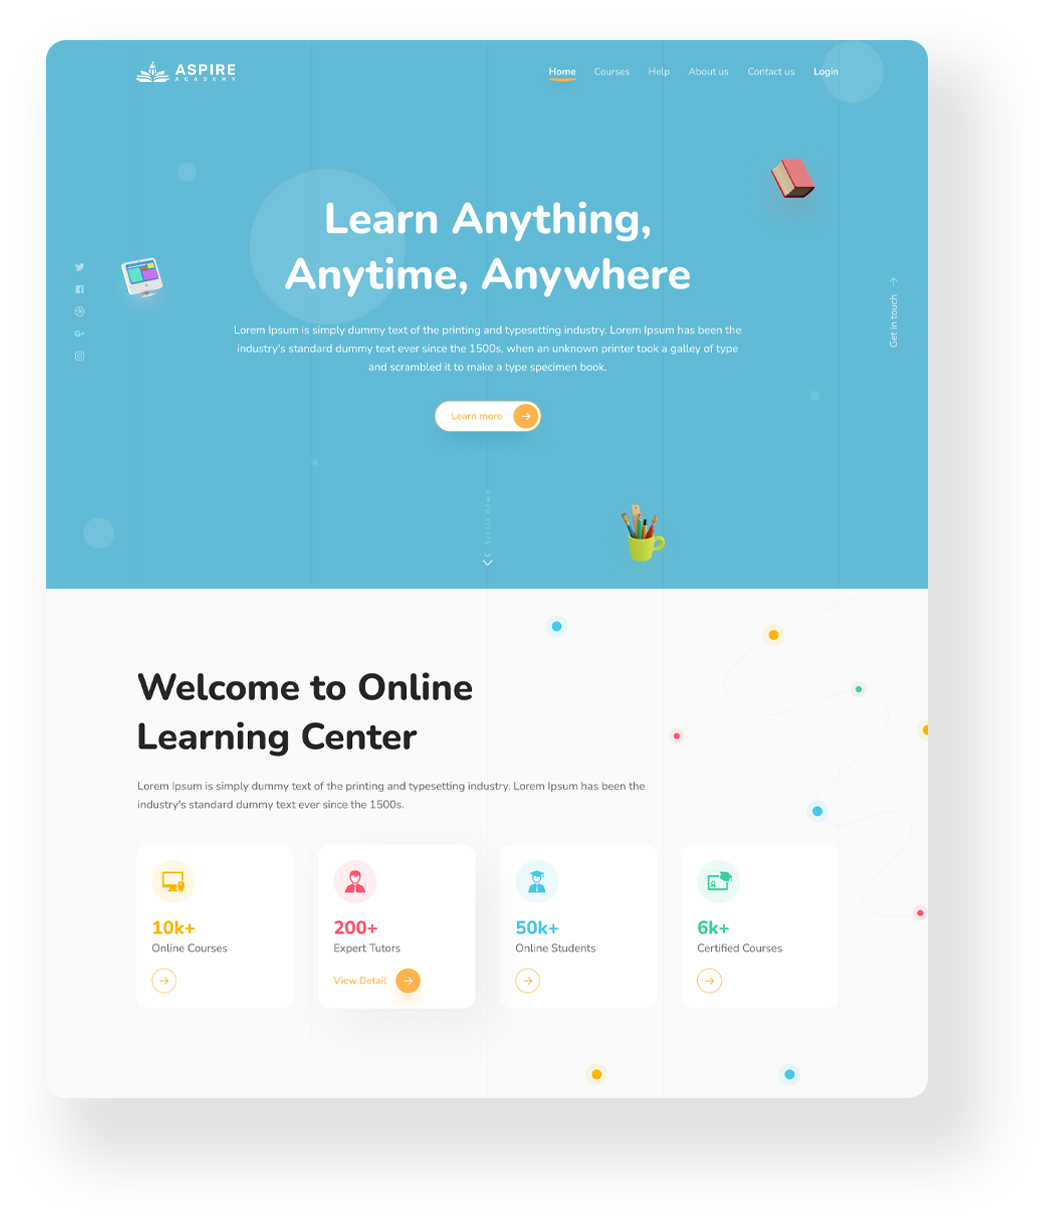 ASPIRE
ACADEMY
Home Courses Help About us Contact us Login
Learn Anything,
Anytime, Anywhere
Lorem Ipsum is simply dummy text of the printing and typesetting industry. Lorem Ipsum has been the
industry's standard dummy text ever since the 1500s, when an unknown printer took a galley of type
and scrambled it to make a type specimen book.
Get in touch
Learn more
Scroll down
Welcome to Online
Learning Center
Lorem Ipsum is simply dummy text of the printing and typesetting industry. Lorem Ipsum has been the
industry's standard dummy text ever since the 1500s.
10k+
Online Courses
200+
Expert Tutors
View Detail
50k+
Online Students
6k+
Certified Courses